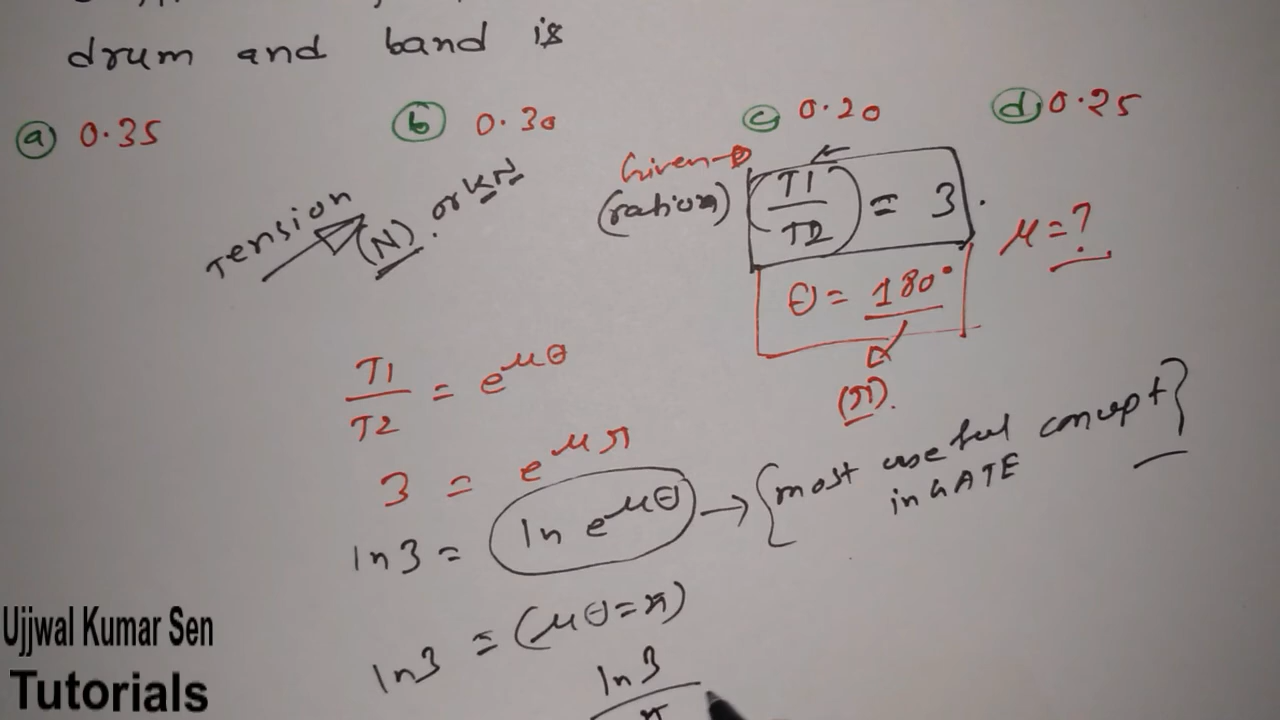 drum and band is
(a) 0.35 (b) 0.30 (c) 0.20 (d) 0.25
Tension (N) or KN
Given (ration) (T1/T2) = 3.
θ = 180°
(π).
μ = ?
T1/T2 = e^μθ
3 = e^μπ
ln3 = ln e^μθ → {most useful concept in GATE}
ln3 = (μθ=π)
ln3/π
Ujjwal Kumar Sen
Tutorials